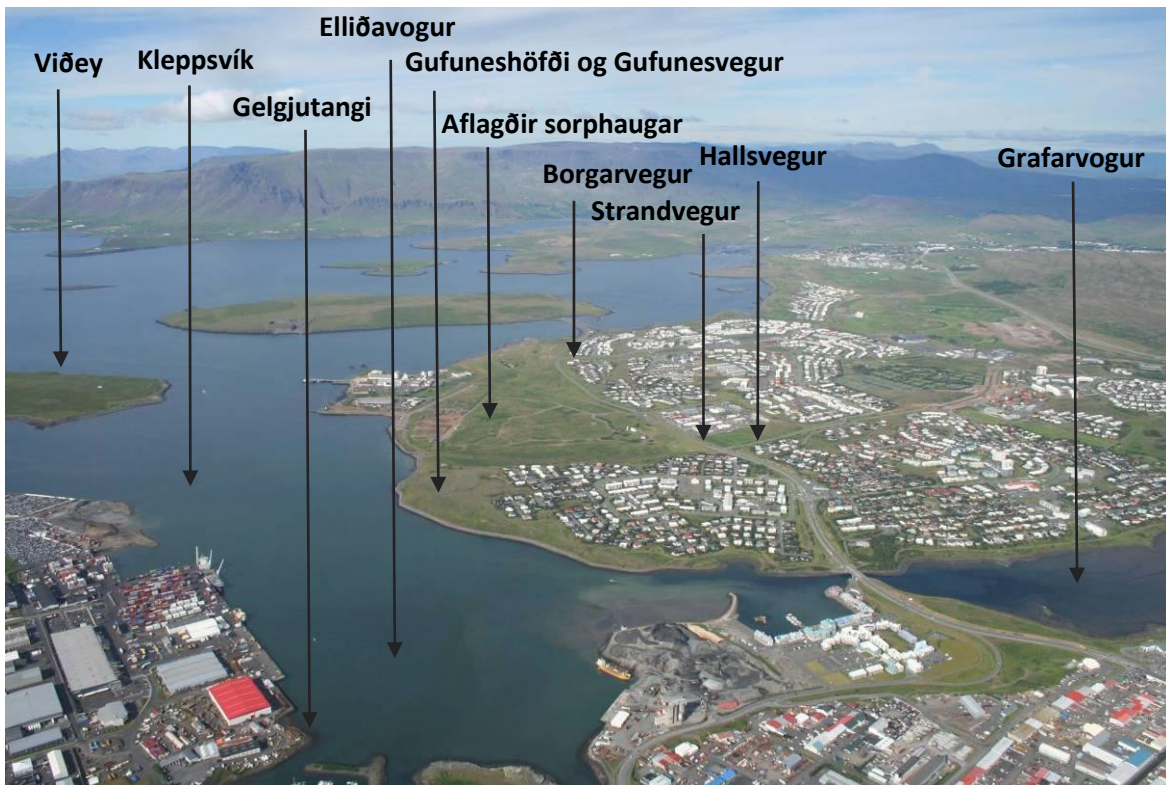 Elliðavogur
Viðey
Kleppsvík
Gufuneshöfði og Gufunesvegur
Gelgjutangi
Aflagðir sorphaugar
Borgarvegur
Hallsvegur
Grafarvogur
Strandvegur